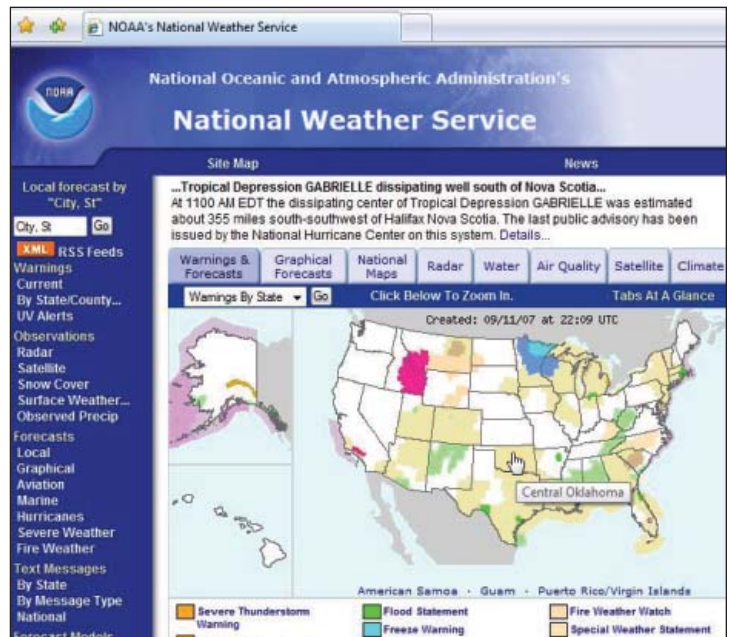 NOAA's National Weather Service
NOAA
National Oceanic and Atmospheric Administration's
National Weather Service
Site Map
News
Local forecast by
"City, St"
City, St
Go
XML RSS Feeds
Warnings
Current
By State/County...
UV Alerts
Observations
Radar
Satellite
Snow Cover
Surface Weather...
Observed Precip
Forecasts
Local
Graphical
Aviation
Marine
Hurricanes
Severe Weather
Fire Weather
Text Messages
By State
By Message Type
National
Forecast Models
...Tropical Depression GABRIELLE dissipating well south of Nova Scotia...
At 1100 AM EDT the dissipating center of Tropical Depression GABRIELLE was estimated
about 355 miles south-southwest of Halifax Nova Scotia. The last public advisory has been
issued by the National Hurricane Center on this system. Details...
Warnings & Forecasts
Graphical Forecasts
National Maps
Radar
Water
Air Quality
Satellite
Climate
Warnings By State
Go
Click Below To Zoom In.
Tabs At A Glance
Created: 09/11/07 at 22:09 UTC
Central Oklahoma
American Samoa · Guam · Puerto Rico/Virgin Islands
Severe Thunderstorm Warning
Flood Statement
Freeze Warning
Fire Weather Watch
Special Weather Statement